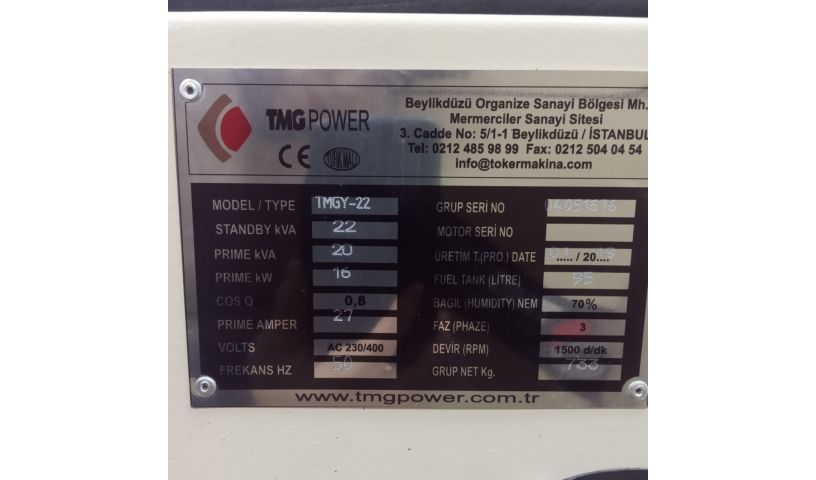 TMG POWER
CE
TÜRK MALI
Beylikdüzü Organize Sanayi Bölgesi Mh.
Mermerciler Sanayi Sitesi
3. Cadde No: 5/1-1 Beylikdüzü / İSTANBUL
Tel: 0212 485 98 99 Fax: 0212 504 04 54
info@tokermakina.com
MODEL / TYPE TMGY-22
STANDBY kVA 22
PRIME kVA 20
PRIME kW 16
COS Q 0,8
PRIME AMPER 27
VOLTS AC 230/400
FREKANS HZ 50
GRUP SERİ NO 04051616
MOTOR SERİ NO
ÜRETİM T.(PRO.) DATE ..... / 20....
FUEL TANK (LİTRE) 95
BAĞIL (HUMIDITY) NEM 70%
FAZ (PHAZE) 3
DEVİR (RPM) 1500 d/dk
GRUP NET Kg. 733
www.tmgpower.com.tr